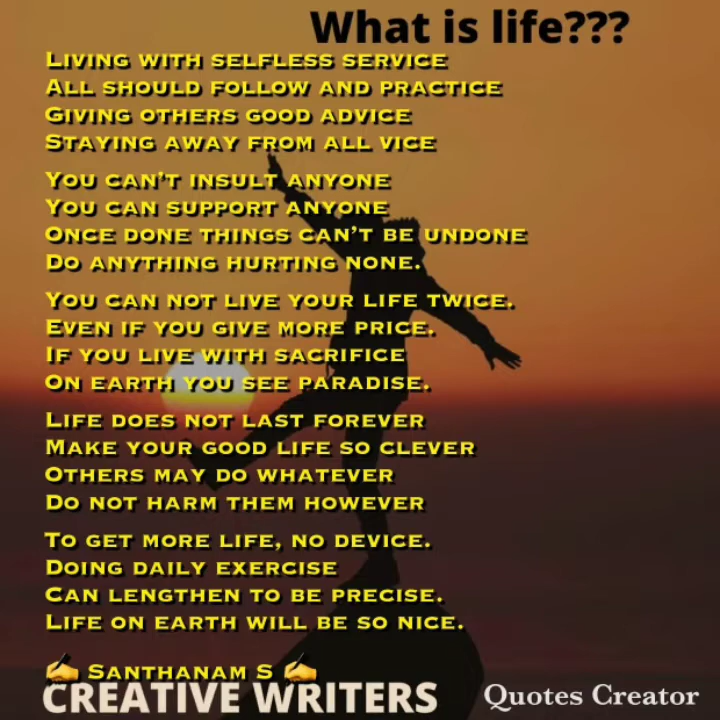 What is life???
LIVING WITH SELFLESS SERVICE
ALL SHOULD FOLLOW AND PRACTICE
GIVING OTHERS GOOD ADVICE
STAYING AWAY FROM ALL VICE
YOU CAN'T INSULT ANYONE
YOU CAN SUPPORT ANYONE
ONCE DONE THINGS CAN'T BE UNDONE
DO ANYTHING HURTING NONE.
YOU CAN NOT LIVE YOUR LIFE TWICE.
EVEN IF YOU GIVE MORE PRICE.
IF YOU LIVE WITH SACRIFICE
ON EARTH YOU SEE PARADISE.
LIFE DOES NOT LAST FOREVER
MAKE YOUR GOOD LIFE SO CLEVER
OTHERS MAY DO WHATEVER
DO NOT HARM THEM HOWEVER
TO GET MORE LIFE, NO DEVICE.
DOING DAILY EXERCISE
CAN LENGTHEN TO BE PRECISE.
LIFE ON EARTH WILL BE SO NICE.
✍️ SANTHANAM S ✍️
CREATIVE WRITERS
Quotes Creator